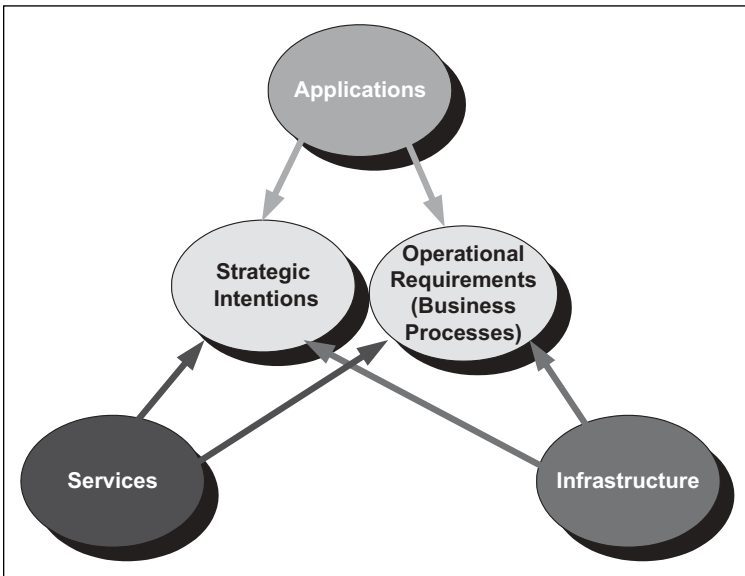 Applications
Strategic
Intentions
Operational
Requirements
(Business
Processes)
Services
Infrastructure